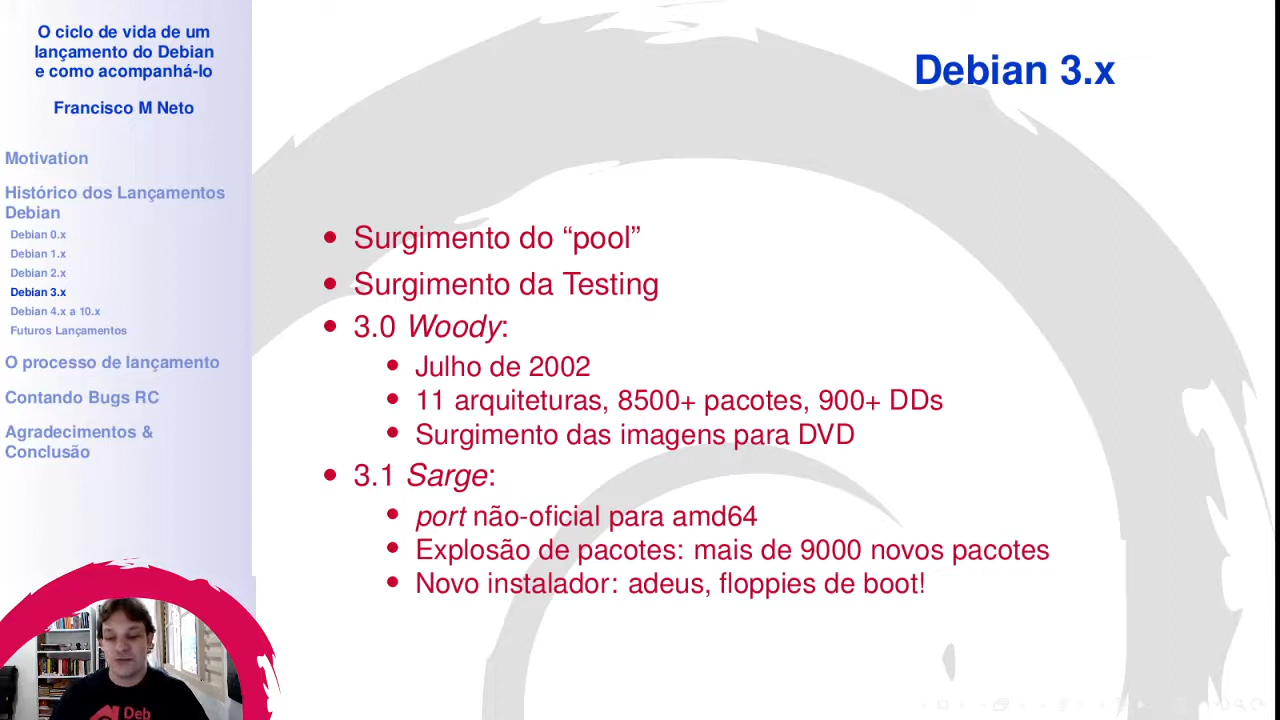 O ciclo de vida de um
lançamento do Debian
e como acompanhá-lo
Francisco M Neto
Motivation
Histórico dos Lançamentos
Debian
Debian 0.x
Debian 1.x
Debian 2.x
Debian 3.x
Debian 4.x a 10.x
Futuros Lançamentos
O processo de lançamento
Contando Bugs RC
Agradecimentos &
Conclusão
Debian 3.x
• Surgimento do “pool”
• Surgimento da Testing
• 3.0 Woody:
• Julho de 2002
• 11 arquiteturas, 8500+ pacotes, 900+ DDs
• Surgimento das imagens para DVD
• 3.1 Sarge:
• port não-oficial para amd64
• Explosão de pacotes: mais de 9000 novos pacotes
• Novo instalador: adeus, floppies de boot!
Deb